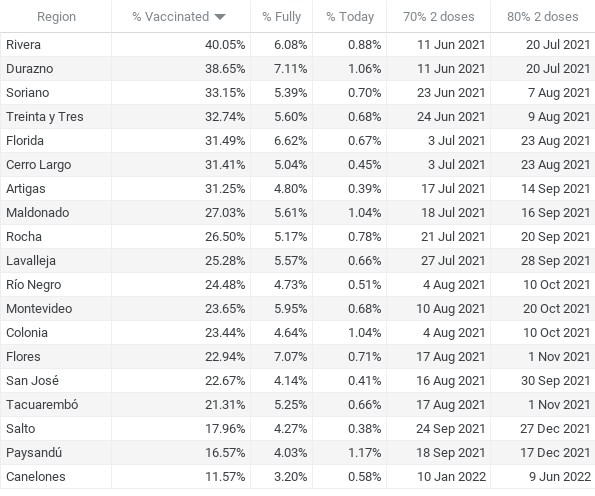 Region % Vaccinated % Fully % Today 70% 2 doses 80% 2 doses
Rivera 40.05% 6.08% 0.88% 11 Jun 2021 20 Jul 2021
Durazno 38.65% 7.11% 1.06% 11 Jun 2021 20 Jul 2021
Soriano 33.15% 5.39% 0.70% 23 Jun 2021 7 Aug 2021
Treinta y Tres 32.74% 5.60% 0.68% 24 Jun 2021 9 Aug 2021
Florida 31.49% 6.62% 0.67% 3 Jul 2021 23 Aug 2021
Cerro Largo 31.41% 5.04% 0.45% 3 Jul 2021 23 Aug 2021
Artigas 31.25% 4.80% 0.39% 17 Jul 2021 14 Sep 2021
Maldonado 27.03% 5.61% 1.04% 18 Jul 2021 16 Sep 2021
Rocha 26.50% 5.17% 0.78% 21 Jul 2021 20 Sep 2021
Lavalleja 25.28% 5.57% 0.66% 27 Jul 2021 28 Sep 2021
Río Negro 24.48% 4.73% 0.51% 4 Aug 2021 10 Oct 2021
Montevideo 23.65% 5.95% 0.68% 10 Aug 2021 20 Oct 2021
Colonia 23.44% 4.64% 1.04% 4 Aug 2021 10 Oct 2021
Flores 22.94% 7.07% 0.71% 17 Aug 2021 1 Nov 2021
San José 22.67% 4.14% 0.41% 16 Aug 2021 30 Sep 2021
Tacuarembó 21.31% 5.25% 0.66% 17 Aug 2021 1 Nov 2021
Salto 17.96% 4.27% 0.38% 24 Sep 2021 27 Dec 2021
Paysandú 16.57% 4.03% 1.17% 18 Sep 2021 17 Dec 2021
Canelones 11.57% 3.20% 0.58% 10 Jan 2022 9 Jun 2022